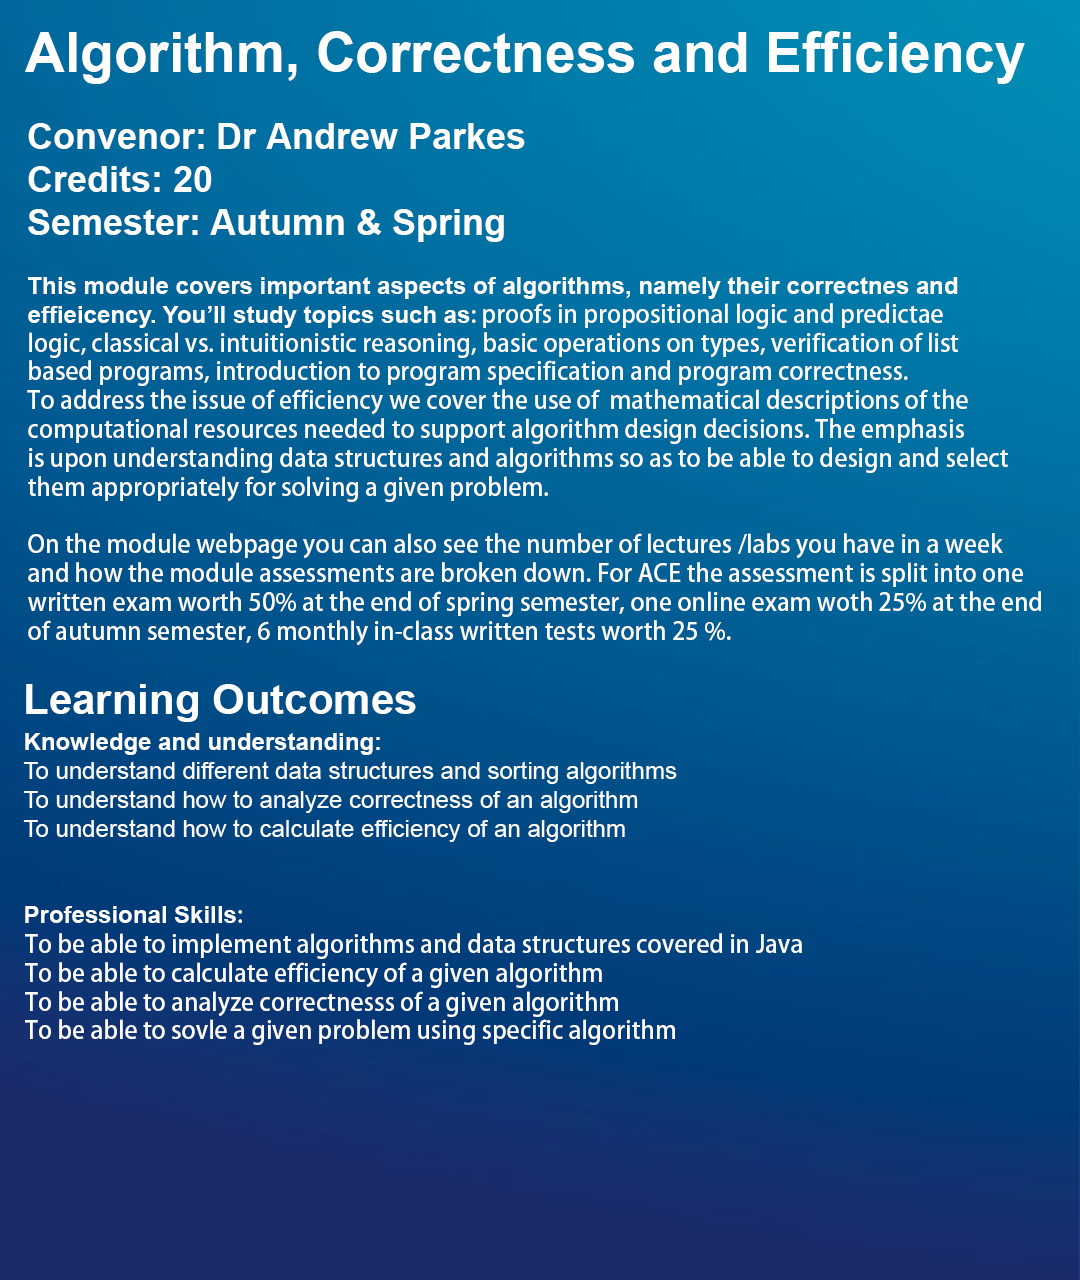 Algorithm, Correctness and Efficiency
Convenor: Dr Andrew Parkes
Credits: 20
Semester: Autumn & Spring
This module covers important aspects of algorithms, namely their correctnes and
effieicency. You’ll study topics such as: proofs in propositional logic and predictae
logic, classical vs. intuitionistic reasoning, basic operations on types, verification of list
based programs, introduction to program specification and program correctness.
To address the issue of efficiency we cover the use of  mathematical descriptions of the
computational resources needed to support algorithm design decisions. The emphasis
is upon understanding data structures and algorithms so as to be able to design and select
them appropriately for solving a given problem.
On the module webpage you can also see the number of lectures /labs you have in a week
and how the module assessments are broken down. For ACE the assessment is split into one
written exam worth 50% at the end of spring semester, one online exam woth 25% at the end
of autumn semester, 6 monthly in-class written tests worth 25 %.
Learning Outcomes
Knowledge and understanding:
To understand different data structures and sorting algorithms
To understand how to analyze correctness of an algorithm
To understand how to calculate efficiency of an algorithm
Professional Skills:
To be able to implement algorithms and data structures covered in Java
To be able to calculate efficiency of a given algorithm
To be able to analyze correctnesss of a given algorithm
To be able to sovle a given problem using specific algorithm